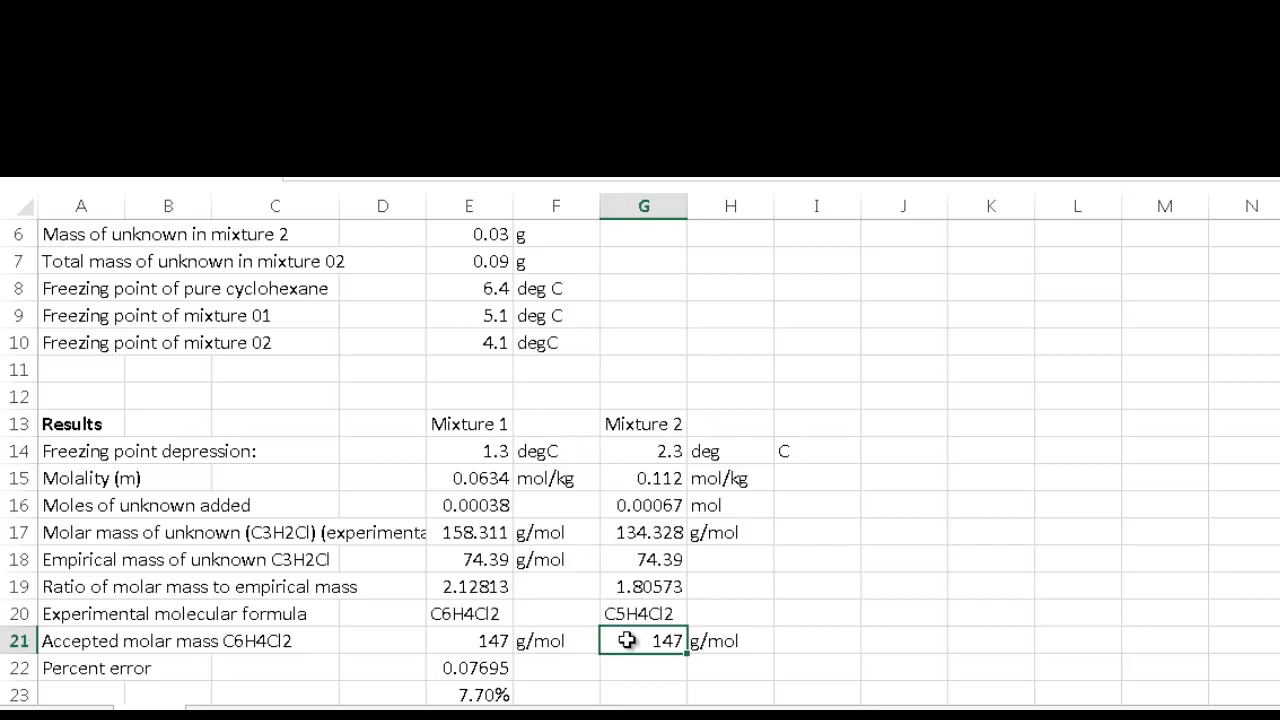 A B C D E F G H I J K L M N
6 Mass of unknown in mixture 2 0.03 g
7 Total mass of unknown in mixture 02 0.09 g
8 Freezing point of pure cyclohexane 6.4 deg C
9 Freezing point of mixture 01 5.1 deg C
10 Freezing point of mixture 02 4.1 degC
11
12
13 Results Mixture 1 Mixture 2
14 Freezing point depression: 1.3 degC 2.3 deg C
15 Molality (m) 0.0634 mol/kg 0.112 mol/kg
16 Moles of unknown added 0.00038 0.00067 mol
17 Molar mass of unknown (C3H2Cl) (experimenta 158.311 g/mol 134.328 g/mol
18 Empirical mass of unknown C3H2Cl 74.39 g/mol 74.39
19 Ratio of molar mass to empirical mass 2.12813 1.80573
20 Experimental molecular formula C6H4Cl2 C5H4Cl2
21 Accepted molar mass C6H4Cl2 147 g/mol 147 g/mol
22 Percent error 0.07695
23 7.70%